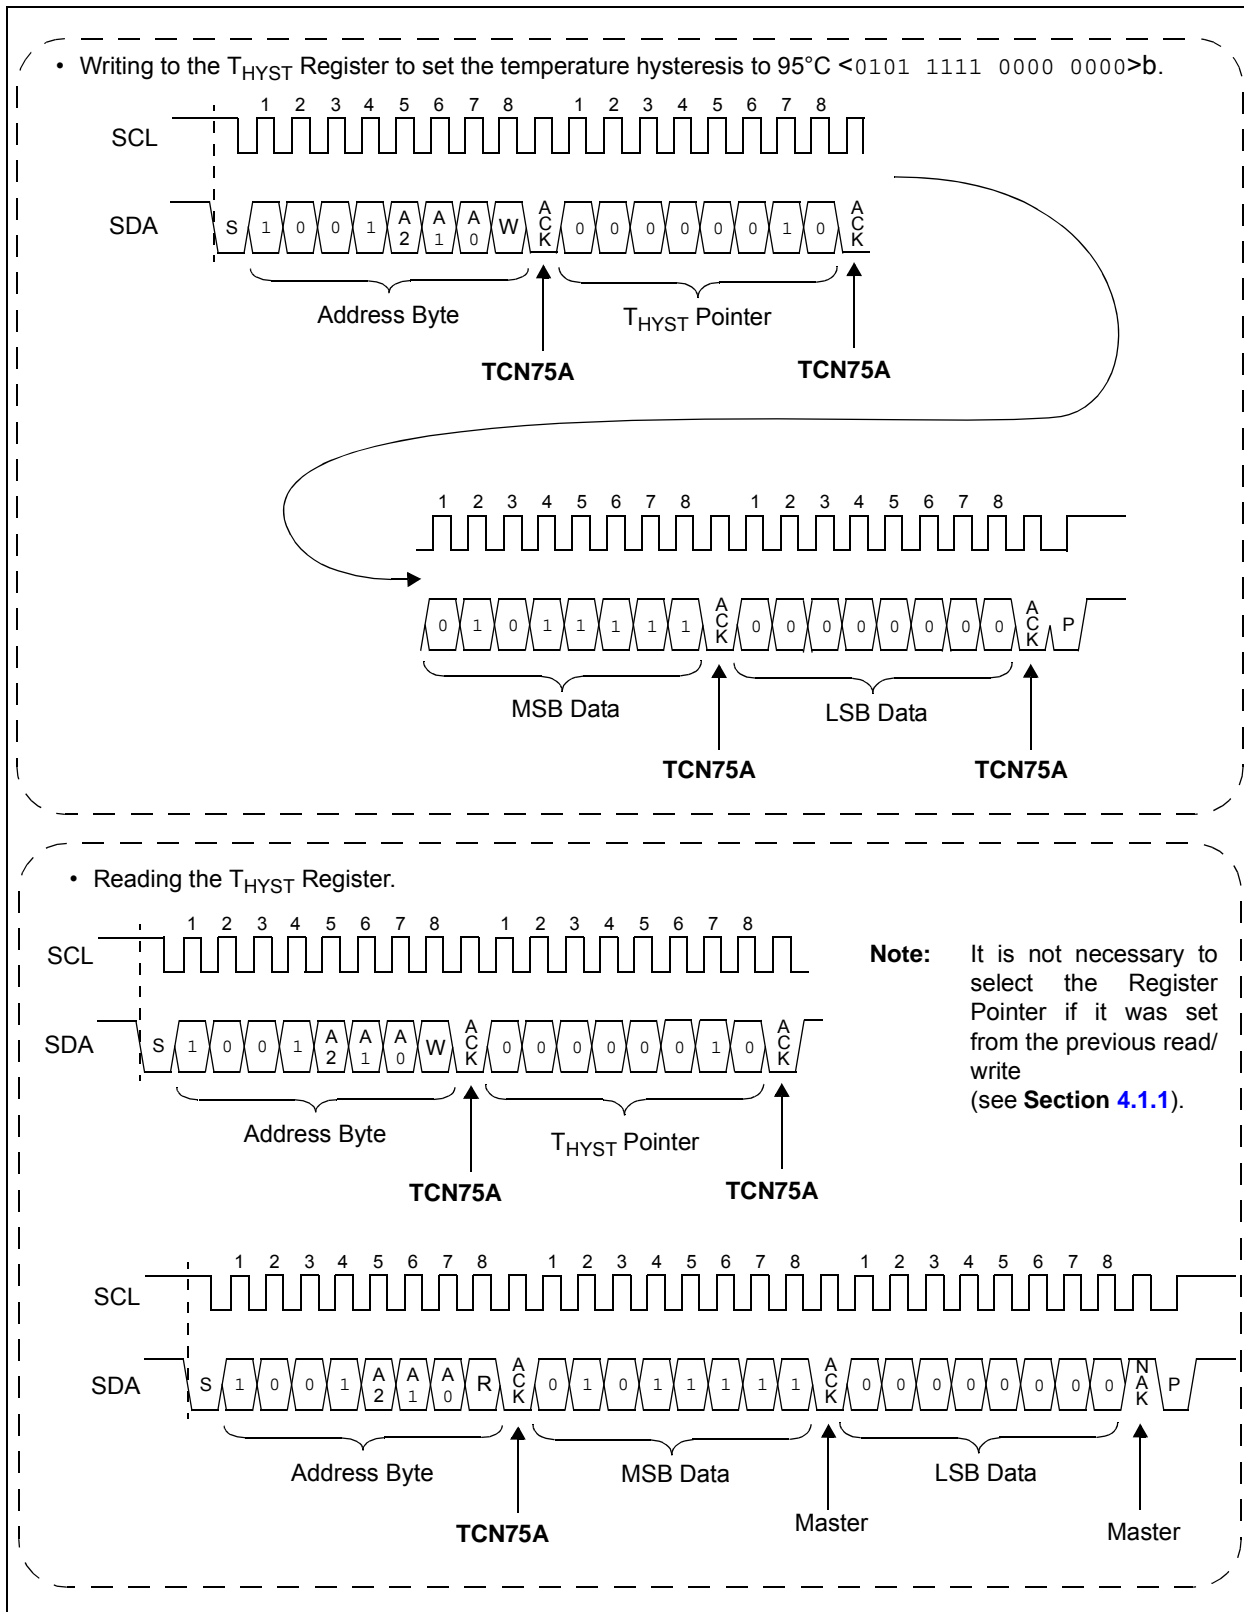 • Writing to the THYST Register to set the temperature hysteresis to 95°C <0101 1111 0000 0000>b.
1 2 3 4 5 6 7 8 1 2 3 4 5 6 7 8
SCL
SDA S 1 0 0 1 A2 A1 A0 W ACK 0 0 0 0 0 0 1 0 ACK
Address Byte THYST Pointer
TCN75A TCN75A
1 2 3 4 5 6 7 8 1 2 3 4 5 6 7 8
0 1 0 1 1 1 1 1 ACK 0 0 0 0 0 0 0 0 ACK P
MSB Data LSB Data
TCN75A TCN75A
• Reading the THYST Register.
1 2 3 4 5 6 7 8 1 2 3 4 5 6 7 8
SCL
SDA S 1 0 0 1 A2 A1 A0 W ACK 0 0 0 0 0 0 1 0 ACK
Address Byte THYST Pointer
TCN75A TCN75A
Note: It is not necessary to
select the Register
Pointer if it was set
from the previous read/
write
(see Section 4.1.1).
1 2 3 4 5 6 7 8 1 2 3 4 5 6 7 8 1 2 3 4 5 6 7 8
SCL
SDA S 1 0 0 1 A2 A1 A0 R ACK 0 1 0 1 1 1 1 1 ACK 0 0 0 0 0 0 0 0 NAK P
Address Byte MSB Data LSB Data
TCN75A Master Master